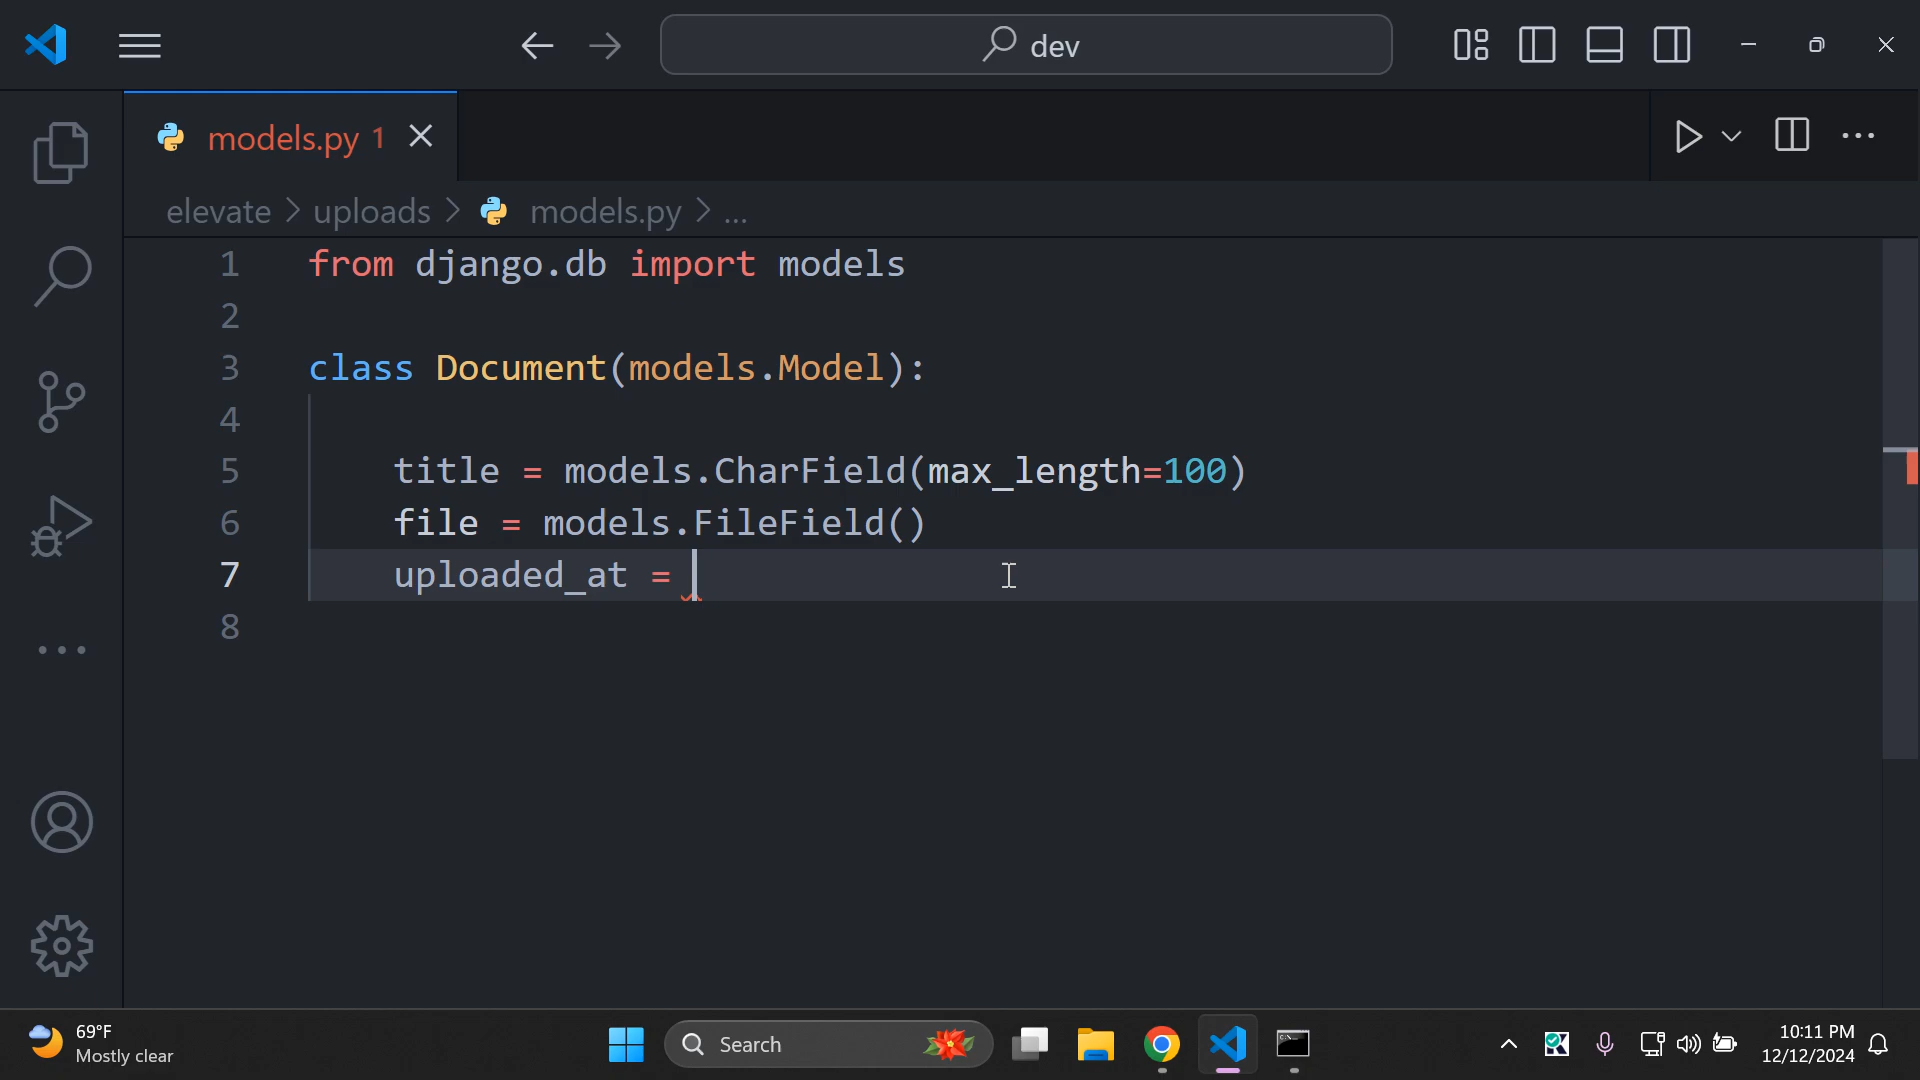 dev
models.py 1
elevate > uploads > models.py > ...
1 from django.db import models
2
3 class Document(models.Model):
4
5 title = models.CharField(max_length=100)
6 file = models.FileField()
7 uploaded_at =
8
69°F
Mostly clear
Search
10:11 PM
12/12/2024